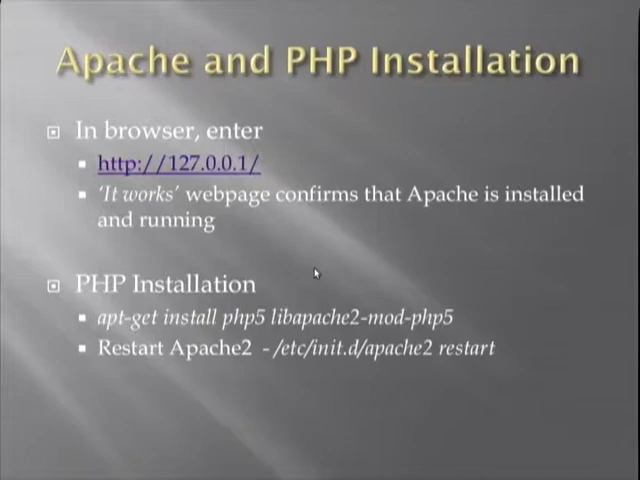 Apache and PHP Installation
In browser, enter
http://127.0.0.1/
'It works' webpage confirms that Apache is installed
and running
PHP Installation
apt-get install php5 libapache2-mod-php5
Restart Apache2 - /etc/init.d/apache2 restart